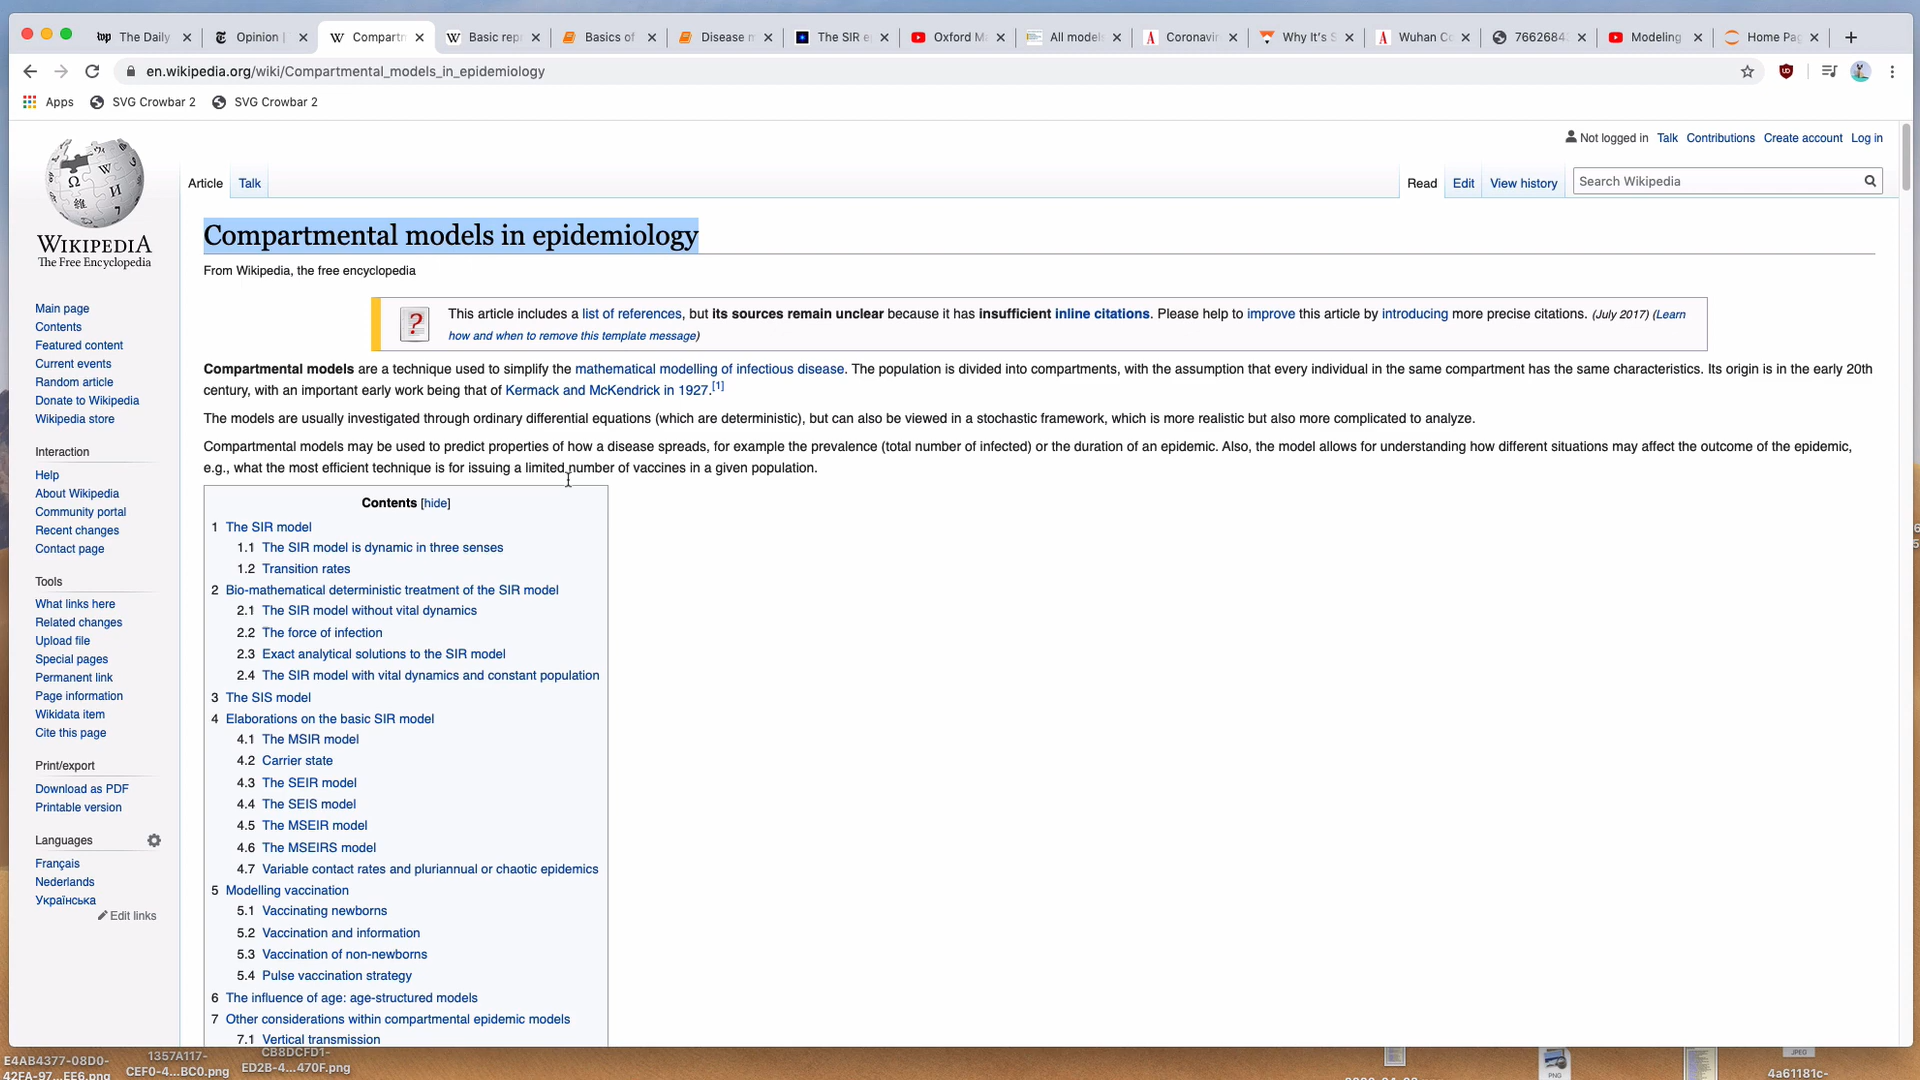 The Daily
Opinion |
Compartm
Basic rep
Basics of
Disease m
The SIR e
Oxford M
All model
Coronavir
Why It's S
Wuhan Co
7662684
Modeling
Home Pag
en.wikipedia.org/wiki/Compartmental_models_in_epidemiology
Apps SVG Crowbar 2 SVG Crowbar 2
Not logged in Talk Contributions Create account Log in
Article Talk Read Edit View history Search Wikipedia
WIKIPEDIA
The Free Encyclopedia
Compartmental models in epidemiology
From Wikipedia, the free encyclopedia
This article includes a list of references, but its sources remain unclear because it has insufficient inline citations. Please help to improve this article by introducing more precise citations. (July 2017) (Learn
how and when to remove this template message)
Compartmental models are a technique used to simplify the mathematical modelling of infectious disease. The population is divided into compartments, with the assumption that every individual in the same compartment has the same characteristics. Its origin is in the early 20th
century, with an important early work being that of Kermack and McKendrick in 1927.[1]
The models are usually investigated through ordinary differential equations (which are deterministic), but can also be viewed in a stochastic framework, which is more realistic but also more complicated to analyze.
Compartmental models may be used to predict properties of how a disease spreads, for example the prevalence (total number of infected) or the duration of an epidemic. Also, the model allows for understanding how different situations may affect the outcome of the epidemic,
e.g., what the most efficient technique is for issuing a limited number of vaccines in a given population.
Contents [hide]
1 The SIR model
1.1 The SIR model is dynamic in three senses
1.2 Transition rates
2 Bio-mathematical deterministic treatment of the SIR model
2.1 The SIR model without vital dynamics
2.2 The force of infection
2.3 Exact analytical solutions to the SIR model
2.4 The SIR model with vital dynamics and constant population
3 The SIS model
4 Elaborations on the basic SIR model
4.1 The MSIR model
4.2 Carrier state
4.3 The SEIR model
4.4 The SEIS model
4.5 The MSEIR model
4.6 The MSEIRS model
4.7 Variable contact rates and pluriannual or chaotic epidemics
5 Modelling vaccination
5.1 Vaccinating newborns
5.2 Vaccination and information
5.3 Vaccination of non-newborns
5.4 Pulse vaccination strategy
6 The influence of age: age-structured models
7 Other considerations within compartmental epidemic models
7.1 Vertical transmission
Main page
Contents
Featured content
Current events
Random article
Donate to Wikipedia
Wikipedia store
Interaction
Help
About Wikipedia
Community portal
Recent changes
Contact page
Tools
What links here
Related changes
Upload file
Special pages
Permanent link
Page information
Wikidata item
Cite this page
Print/export
Download as PDF
Printable version
Languages
Français
Nederlands
Українська
Edit links
E4AB4377-08D0-
42FA-97...EE6.png
1357A117-
CEF0-4...BC0.png
CB8DCFD1-
ED2B-4...470F.png
PNG
JPEG
4a61181c-